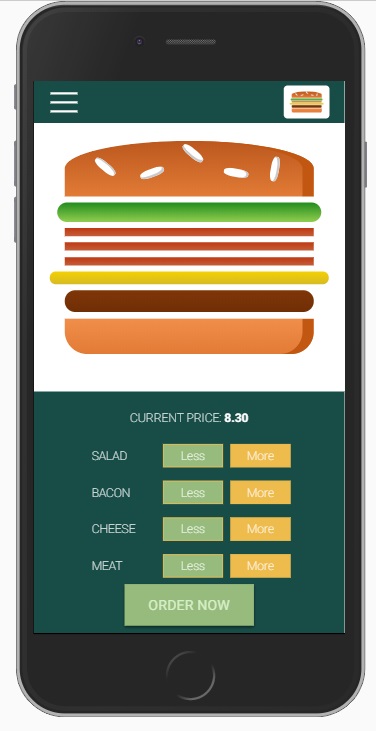 CURRENT PRICE: 8.30
SALAD Less More
BACON Less More
CHEESE Less More
MEAT Less More
ORDER NOW